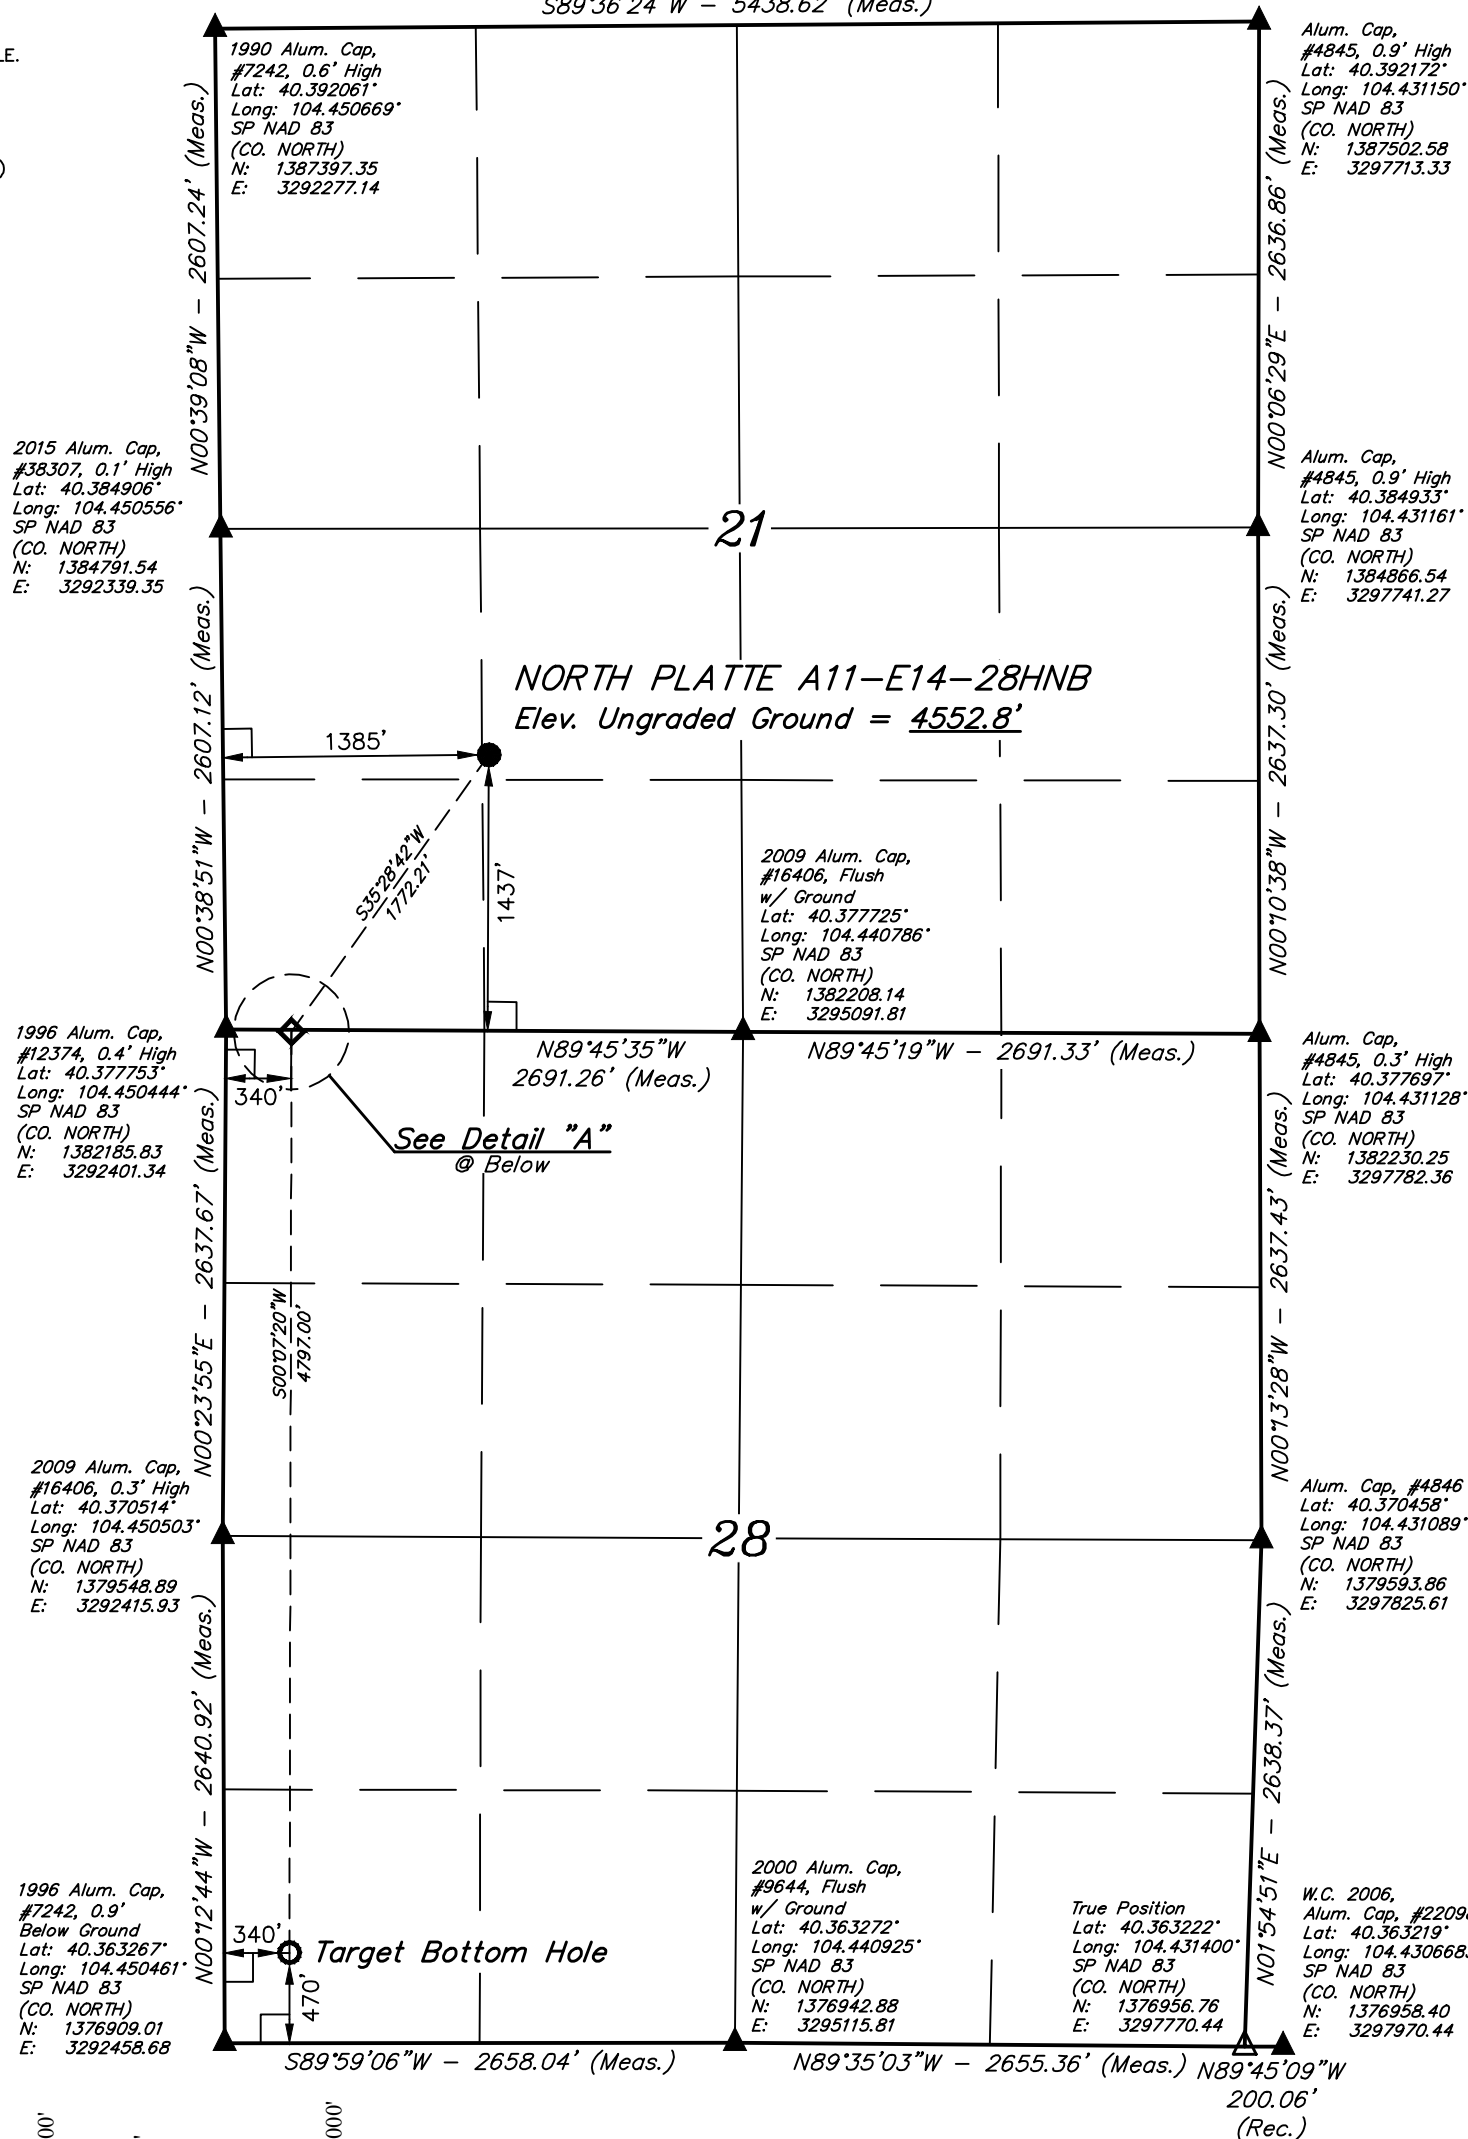 S89°36'24"W - 5438.62' (Meas.)
1990 Alum. Cap,
#7242, 0.6' High
Lat: 40.392061°
Long: 104.450669°
SP NAD 83
(CO. NORTH)
N: 1387397.35
E: 3292277.14
Alum. Cap,
#4845, 0.9' High
Lat: 40.392172°
Long: 104.431150°
SP NAD 83
(CO. NORTH)
N: 1387502.58
E: 3297713.33
N00°39'08"W - 2607.24' (Meas.)
N00°06'29"E - 2636.86' (Meas.)
2015 Alum. Cap,
#38307, 0.1' High
Lat: 40.384906°
Long: 104.450556°
SP NAD 83
(CO. NORTH)
N: 1384791.54
E: 3292339.35
21
Alum. Cap,
#4845, 0.9' High
Lat: 40.384933°
Long: 104.431161°
SP NAD 83
(CO. NORTH)
N: 1384866.54
E: 3297741.27
N00°38'51"W - 2607.12' (Meas.)
N00°10'38"W - 2637.30' (Meas.)
NORTH PLATTE A11-E14-28HNB
Elev. Ungraded Ground = 4552.8'
1385'
S35°28'42"W
1772.21'
1437'
2009 Alum. Cap,
#16406, Flush
w/ Ground
Lat: 40.377725°
Long: 104.440786°
SP NAD 83
(CO. NORTH)
N: 1382208.14
E: 3295091.81
1996 Alum. Cap,
#12374, 0.4' High
Lat: 40.377753°
Long: 104.450444°
SP NAD 83
(CO. NORTH)
N: 1382185.83
E: 3292401.34
340'
N89°45'35"W
2691.26' (Meas.)
N89°45'19"W - 2691.33' (Meas.)
See Detail "A"
@ Below
Alum. Cap,
#4845, 0.3' High
Lat: 40.377697°
Long: 104.431128°
SP NAD 83
(CO. NORTH)
N: 1382230.25
E: 3297782.36
N00°23'55"E - 2637.67' (Meas.)
S00°07'20"W
4797.00'
N00°13'28"W - 2637.43' (Meas.)
2009 Alum. Cap,
#16406, 0.3' High
Lat: 40.370514°
Long: 104.450503°
SP NAD 83
(CO. NORTH)
N: 1379548.89
E: 3292415.93
28
Alum. Cap, #4846
Lat: 40.370458°
Long: 104.431089°
SP NAD 83
(CO. NORTH)
N: 1379593.86
E: 3297825.61
N00°12'44"W - 2640.92' (Meas.)
N01°54'51"E - 2638.37' (Meas.)
1996 Alum. Cap,
#7242, 0.9'
Below Ground
Lat: 40.363267°
Long: 104.450461°
SP NAD 83
(CO. NORTH)
N: 1376909.01
E: 3292458.68
340'
Target Bottom Hole
470'
2000 Alum. Cap,
#9644, Flush
w/ Ground
Lat: 40.363272°
Long: 104.440925°
SP NAD 83
(CO. NORTH)
N: 1376942.88
E: 3295115.81
True Position
Lat: 40.363222°
Long: 104.431400°
SP NAD 83
(CO. NORTH)
N: 1376956.76
E: 3297770.44
W.C. 2006,
Alum. Cap,
Lat: 40.363219°
Long: 104.430668
SP NAD 83
(CO. NORTH)
N: 1376958.40
E: 3297970.44
S89°59'06"W - 2658.04' (Meas.)
N89°35'03"W - 2655.36' (Meas.)
N89°45'09"W
200.06'
(Rec.)